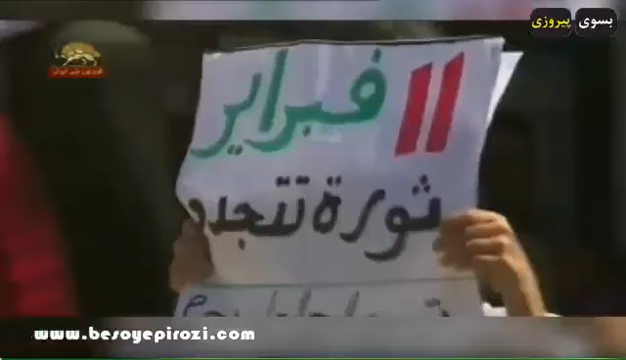 بسوی پیروزی
11 فبراير
ثورة تتجدد
www.besoyepirozi.com